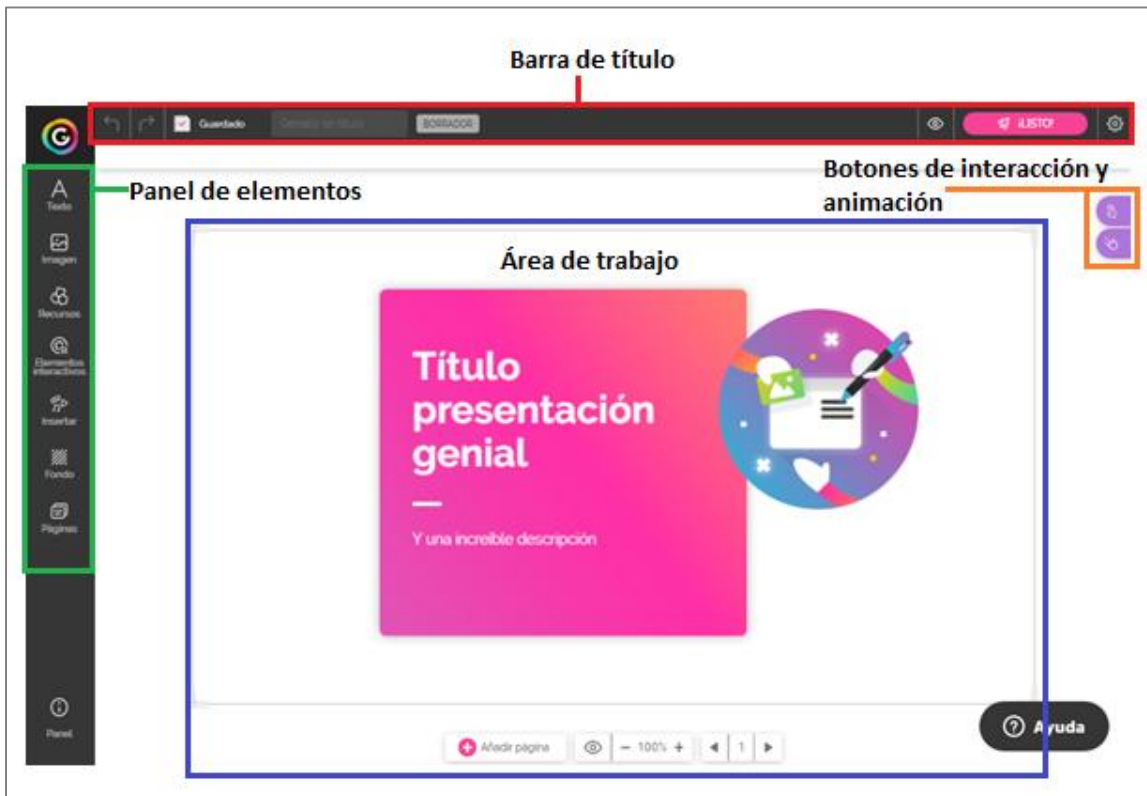 Barra de título
G
Guardado
BORRADOR
¡LISTO!
Panel de elementos
Botones de interacción y
animación
Texto
Imagen
Recursos
Elementos
interactivos
Insertar
Fondo
Páginas
Panel
Área de trabajo
Título
presentación
genial
Y una increíble descripción
Añadir página
– 100% +
1
? Ayuda